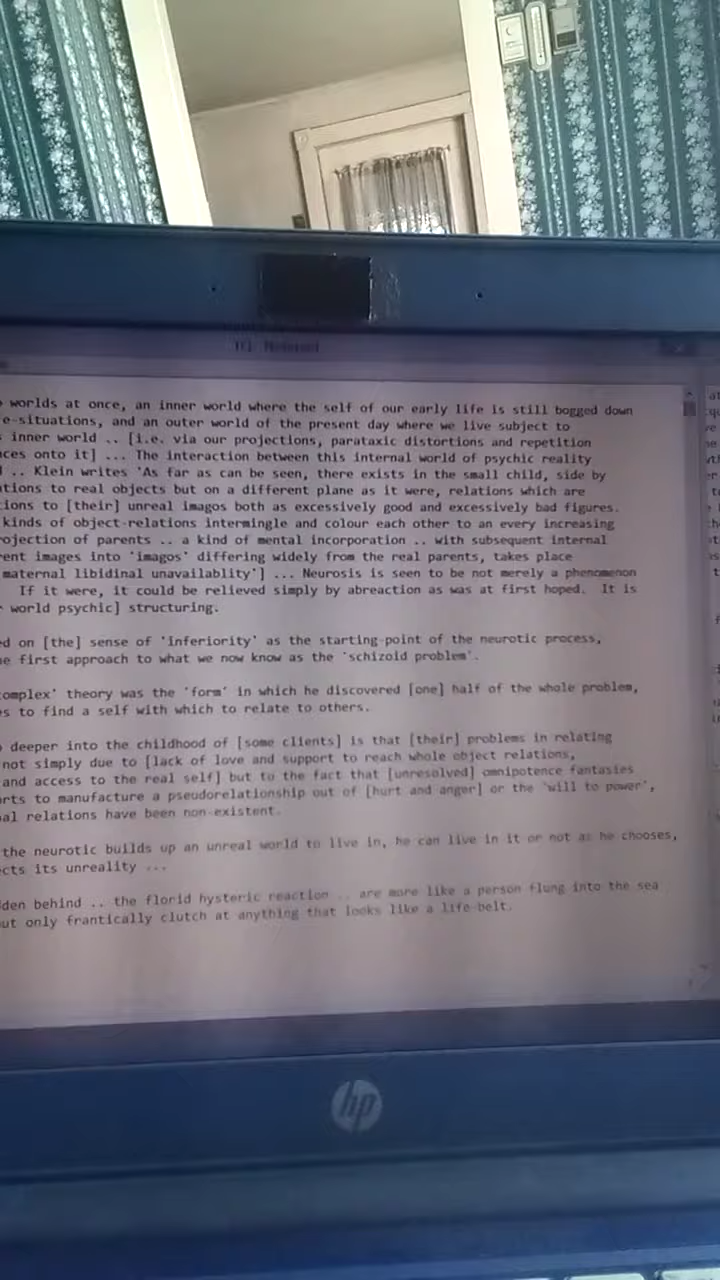 Notepad
worlds at once, an inner world where the self of our early life is still bogged down
e-situations, and an outer world of the present day where we live subject to
inner world .. [i.e. via our projections, parataxic distortions and repetition
ces onto it] ... The interaction between this internal world of psychic reality
.. Klein writes 'As far as can be seen, there exists in the small child, side by
tions to real objects but on a different plane as it were, relations which are
ions to [their] unreal imagos both as excessively good and excessively bad figures.
kinds of object-relations intermingle and colour each other to an every increasing
ojection of parents .. a kind of mental incorporation .. with subsequent internal
ent images into 'imagos' differing widely from the real parents, takes place
maternal libidinal unavailablity'] ... Neurosis is seen to be not merely a phenomenon
If it were, it could be relieved simply by abreaction as was at first hoped. It is
world psychic] structuring.
ed on [the] sense of 'inferiority' as the starting-point of the neurotic process,
e first approach to what we now know as the 'schizoid problem'.
omplex' theory was the 'form' in which he discovered [one] half of the whole problem,
s to find a self with which to relate to others.
deeper into the childhood of [some clients] is that [their] problems in relating
not simply due to [lack of love and support to reach whole object relations,
and access to the real self] but to the fact that [unresolved] omnipotence fantasies
rts to manufacture a pseudorelationship out of [hurt and anger] or the 'will to power',
al relations have been non-existent.
the neurotic builds up an unreal world to live in, he can live in it or not as he chooses,
cts its unreality ...
den behind .. the florid hysteric reaction .. are more like a person flung into the sea
ut only frantically clutch at anything that looks like a life-belt.
hp